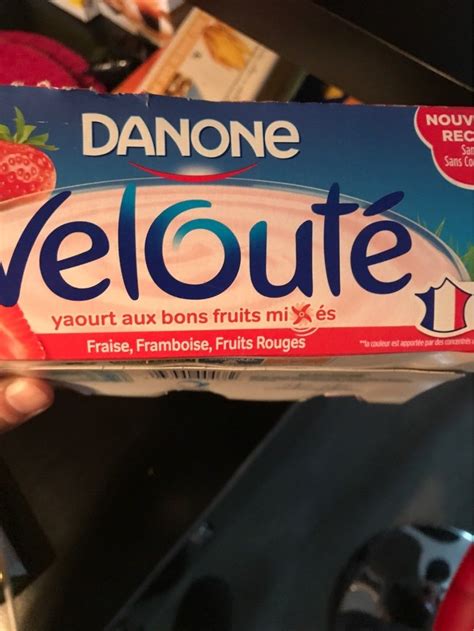 DANONE
Velouté
yaourt aux bons fruits mixés
Fraise, Framboise, Fruits Rouges
NOUV
REC
San
Sans Co
**la couleur est apportée par des concentrés